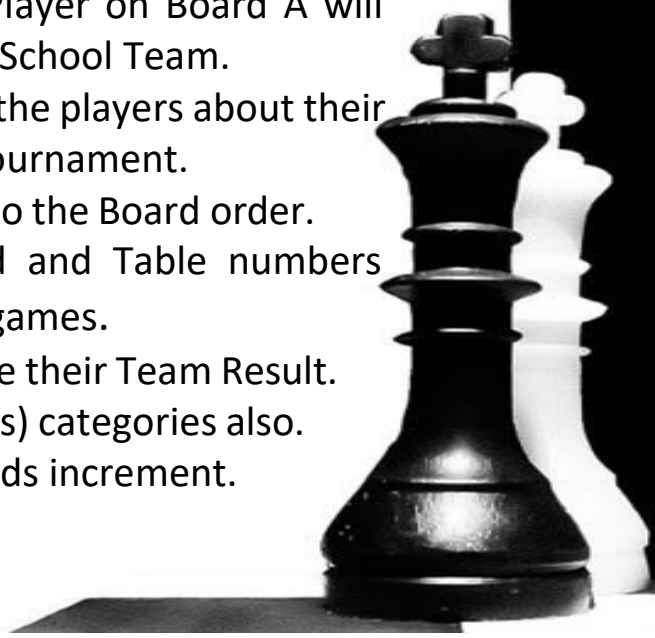 Player on Board A will
School Team.
the players about their
ournament.
o the Board order.
d and Table numbers
games.
e their Team Result.
s) categories also.
ds increment.